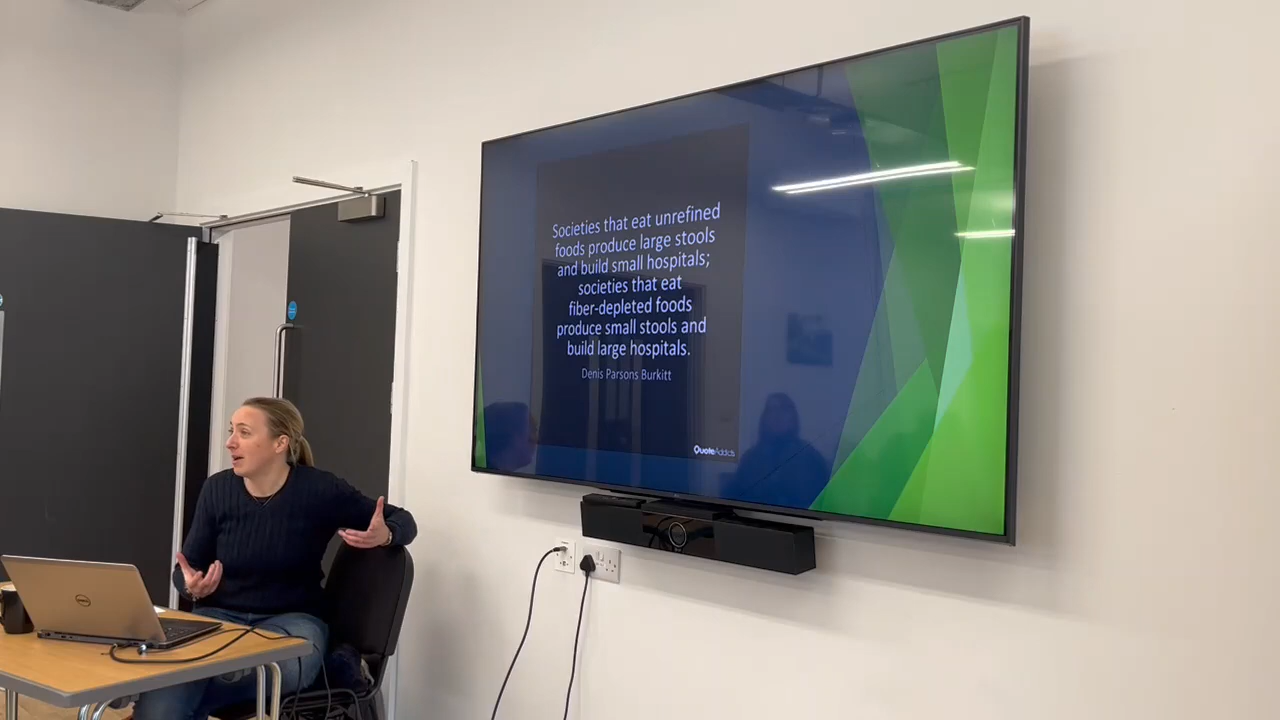 Societies that eat unrefined
foods produce large stools
and build small hospitals;
societies that eat
fiber-depleted foods
produce small stools and
build large hospitals.
Denis Parsons Burkitt
QuoteAddicts
DELL